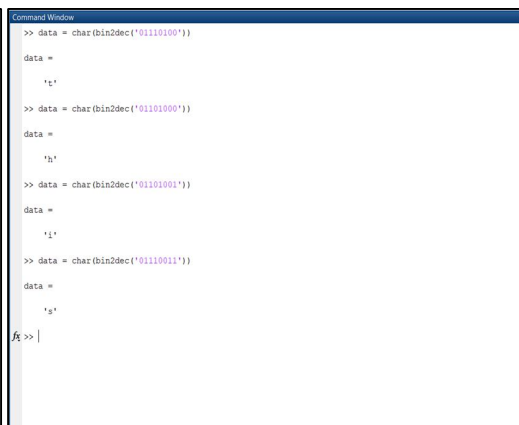 Command Window
>> data = char(bin2dec('01110100'))
data =
't'
>> data = char(bin2dec('01101000'))
data =
'h'
>> data = char(bin2dec('01101001'))
data =
'i'
>> data = char(bin2dec('01110011'))
data =
's'
fx >>